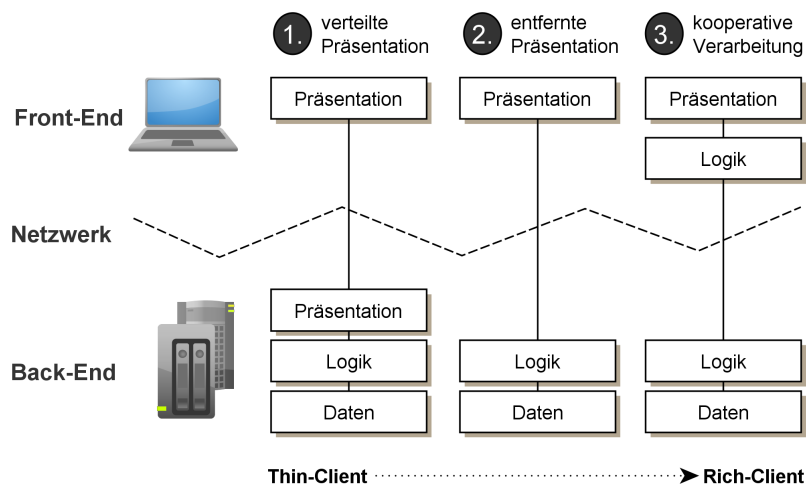 1. verteilte
Präsentation
2. entfernte
Präsentation
3. kooperative
Verarbeitung
Front-End
Präsentation
Präsentation
Präsentation
Logik
Netzwerk
Präsentation
Back-End
Logik
Logik
Logik
Daten
Daten
Daten
Thin-Client
Rich-Client